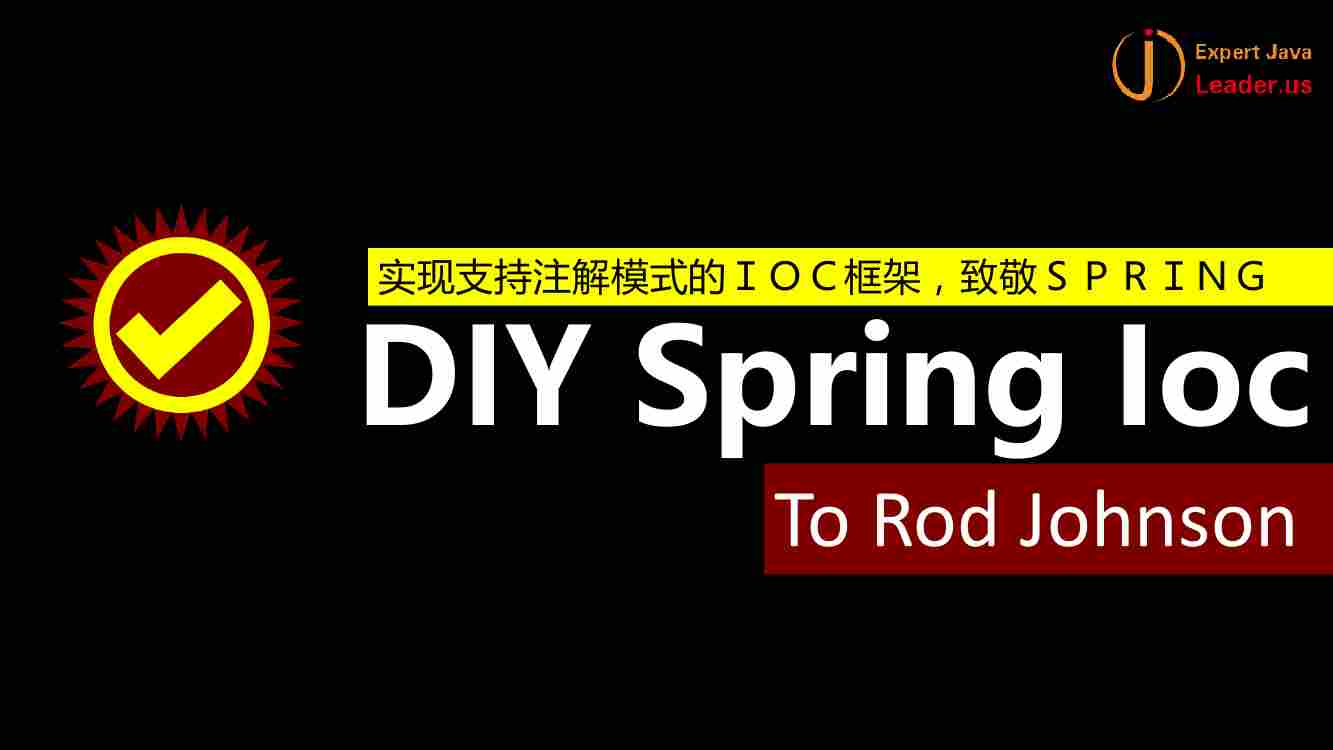 Expert Java
Leader.us
实现支持注解模式的ＩＯＣ框架，致敬ＳＰＲＩＮＧ
DIY Spring Ioc
To Rod Johnson